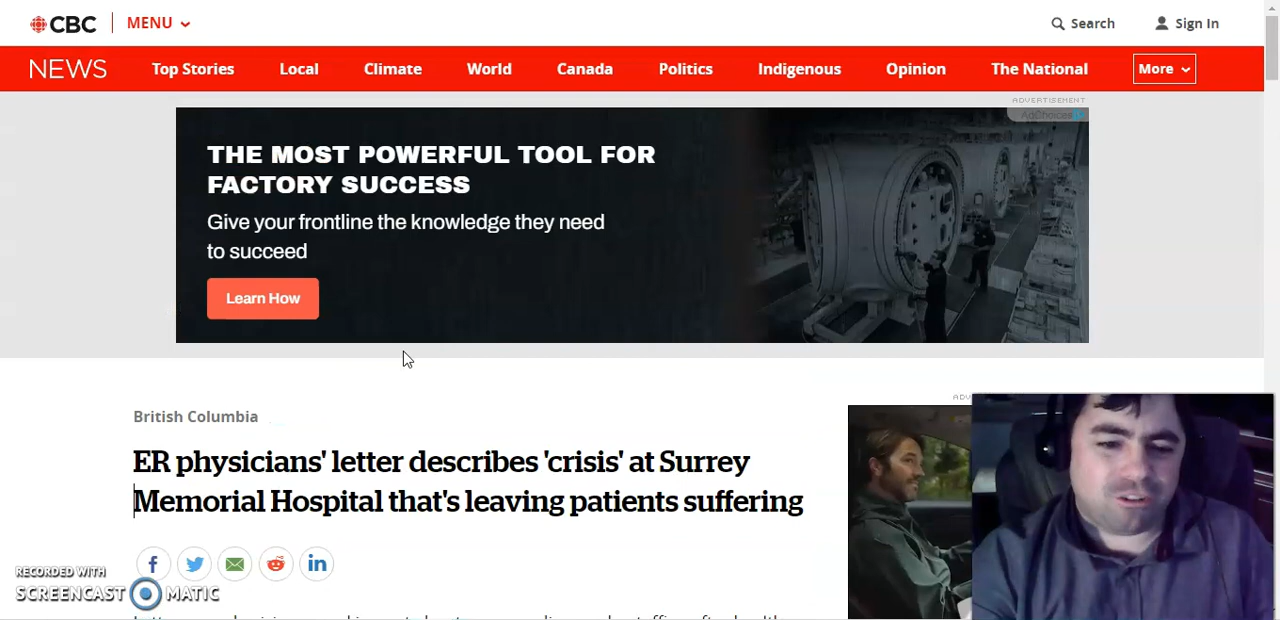 CBC
MENU
Search
Sign In
NEWS
Top Stories
Local
Climate
World
Canada
Politics
Indigenous
Opinion
The National
More
ADVERTISEMENT
AdChoices
THE MOST POWERFUL TOOL FOR
FACTORY SUCCESS
Give your frontline the knowledge they need
to succeed
Learn How
British Columbia
ER physicians' letter describes 'crisis' at Surrey
Memorial Hospital that's leaving patients suffering
RECORDED WITH
SCREENCAST MATIC